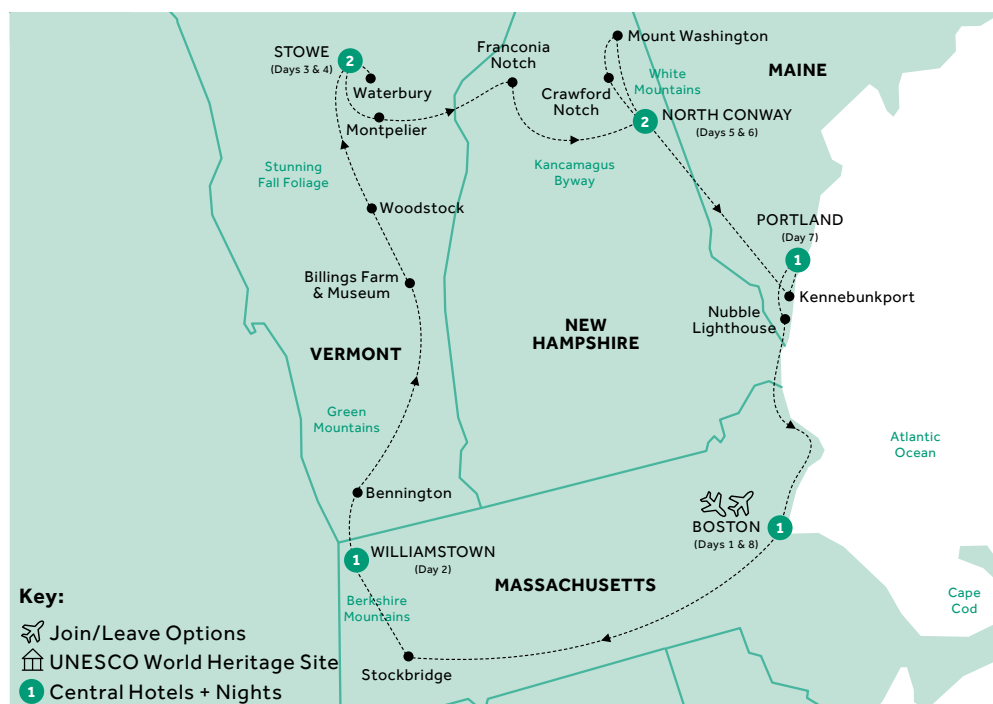 STOWE
(Days 3 & 4)
2
Waterbury
Montpelier
Franconia
Notch
Mount Washington
Crawford
Notch
White
Mountains
MAINE
2
NORTH CONWAY
(Days 5 & 6)
Kancamagus
Byway
Stunning
Fall Foliage
Woodstock
PORTLAND
(Day 7)
1
Billings Farm
& Museum
Kennebunkport
Nubble
Lighthouse
NEW
HAMPSHIRE
VERMONT
Green
Mountains
Atlantic
Ocean
Bennington
BOSTON
(Days 1 & 8)
1
1
WILLIAMSTOWN
(Day 2)
MASSACHUSETTS
Berkshire
Mountains
Cape
Cod
Stockbridge
Key:
Join/Leave Options
UNESCO World Heritage Site
1 Central Hotels + Nights